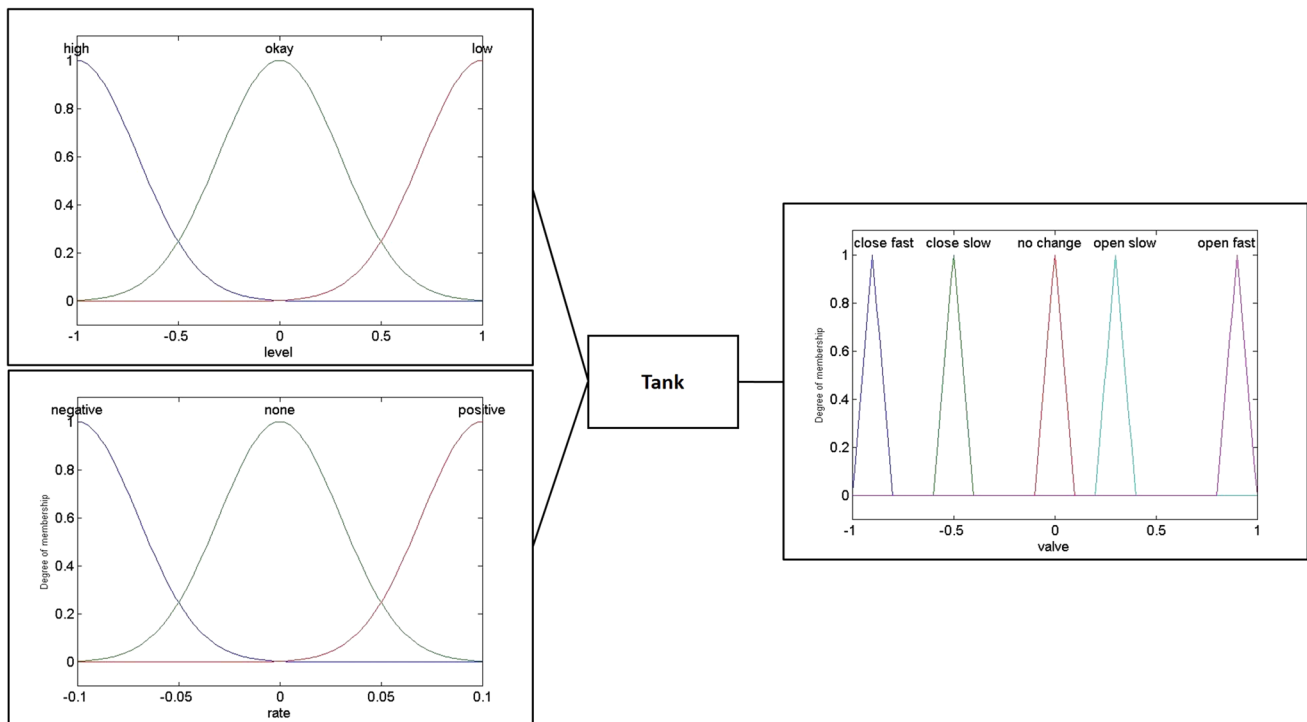 high okay low
1
0.8
0.6
0.4
0.2
0
-1 -0.5 0 0.5 1
level
negative none positive
1
0.8
0.6
0.4
0.2
0
Degree of membership
-0.1 -0.05 0 0.05 0.1
rate
Tank
close fast close slow no change open slow open fast
1
0.8
0.6
0.4
0.2
0
Degree of membership
-1 -0.5 0 0.5 1
valve